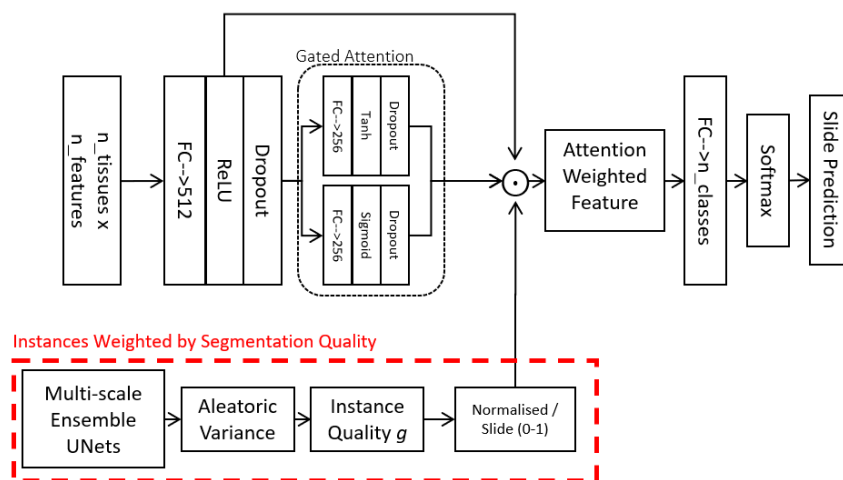 Gated Attention
n_tissues x
n_features
FC-->512
ReLU
Dropout
FC-->256
Tanh
Dropout
FC-->256
Sigmoid
Dropout
Attention
Weighted
Feature
FC-->n_classes
Softmax
Slide Prediction
Instances Weighted by Segmentation Quality
Multi-scale
Ensemble
UNets
Aleatoric
Variance
Instance
Quality g
Normalised /
Slide (0-1)